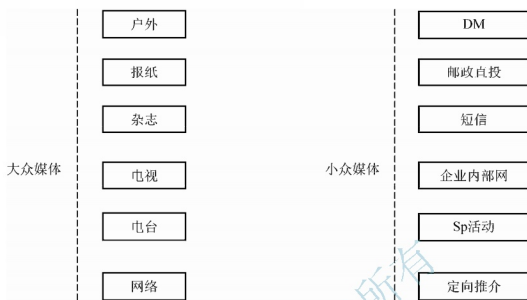 户外 DM
报纸 邮政直投
杂志 短信
大众媒体 电视 小众媒体 企业内部网
电台 Sp活动
网络 定向推介
所有